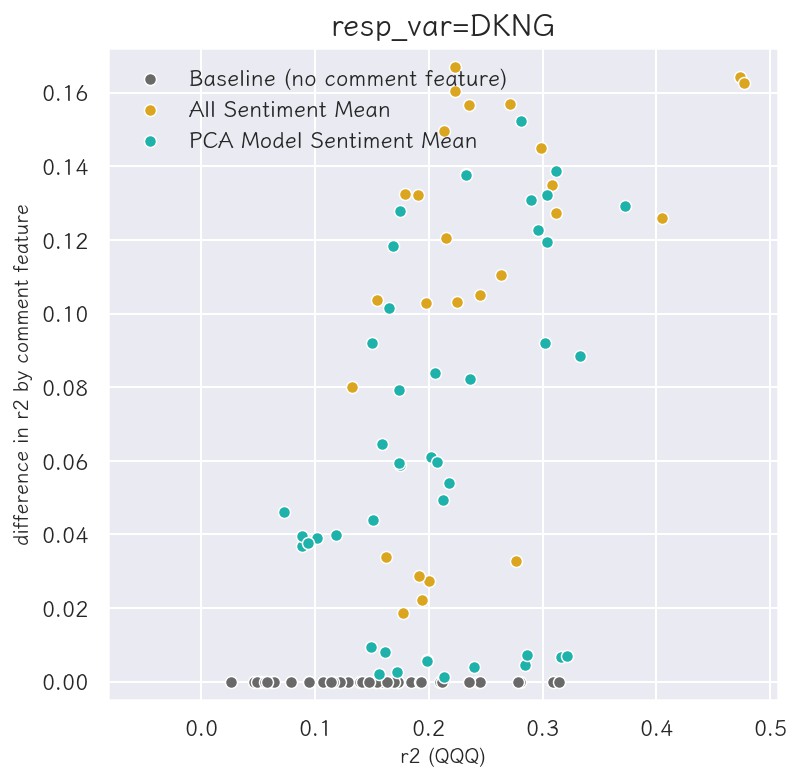 resp_var=DKNG
Baseline (no comment feature)
All Sentiment Mean
PCA Model Sentiment Mean
difference in r2 by comment feature
0.16
0.14
0.12
0.10
0.08
0.06
0.04
0.02
0.00
0.0 0.1 0.2 0.3 0.4 0.5
r2 (QQQ)